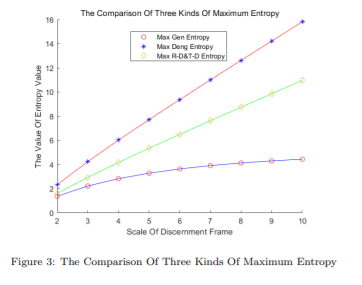 The Comparison Of Three Kinds Of Maximum Entropy
16
14
12
10
8
6
4
2
0
The Value Of Entropy Value
Max Gen Entropy
Max Deng Entropy
Max R-D&T-D Entropy
2 3 4 5 6 7 8 9 10
Scale Of Discernment Frame
Figure 3: The Comparison Of Three Kinds Of Maximum Entropy